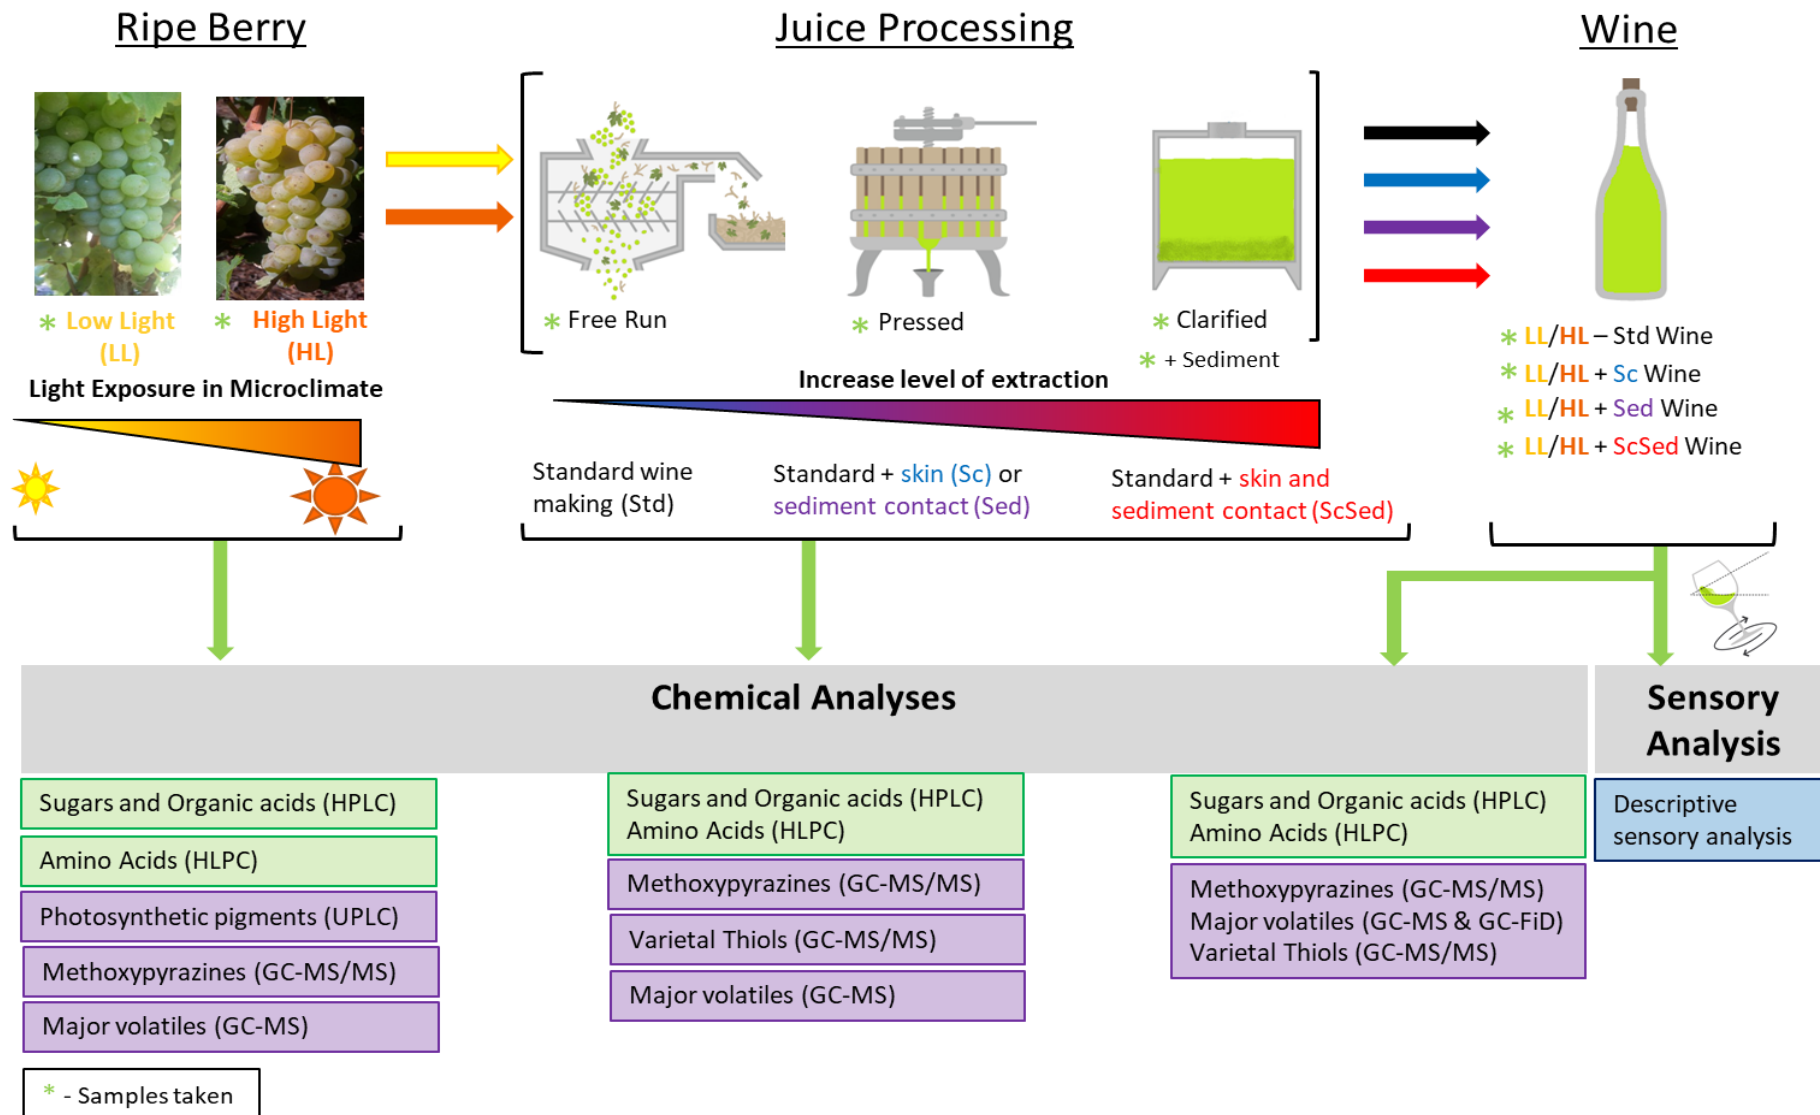 Ripe Berry
Juice Processing
Wine
* Low Light
(LL)
* High Light
(HL)
Light Exposure in Microclimate
* Free Run
* Pressed
* Clarified
* + Sediment
Increase level of extraction
Standard wine
making (Std)
Standard + skin (Sc) or
sediment contact (Sed)
Standard + skin and
sediment contact (ScSed)
* LL/HL – Std Wine
* LL/HL + Sc Wine
* LL/HL + Sed Wine
* LL/HL + ScSed Wine
Chemical Analyses
Sensory
Analysis
Sugars and Organic acids (HPLC)
Amino Acids (HLPC)
Photosynthetic pigments (UPLC)
Methoxypyrazines (GC-MS/MS)
Major volatiles (GC-MS)
Sugars and Organic acids (HPLC)
Amino Acids (HLPC)
Methoxypyrazines (GC-MS/MS)
Varietal Thiols (GC-MS/MS)
Major volatiles (GC-MS)
Sugars and Organic acids (HPLC)
Amino Acids (HLPC)
Methoxypyrazines (GC-MS/MS)
Major volatiles (GC-MS & GC-FiD)
Varietal Thiols (GC-MS/MS)
Descriptive
sensory analysis
* - Samples taken